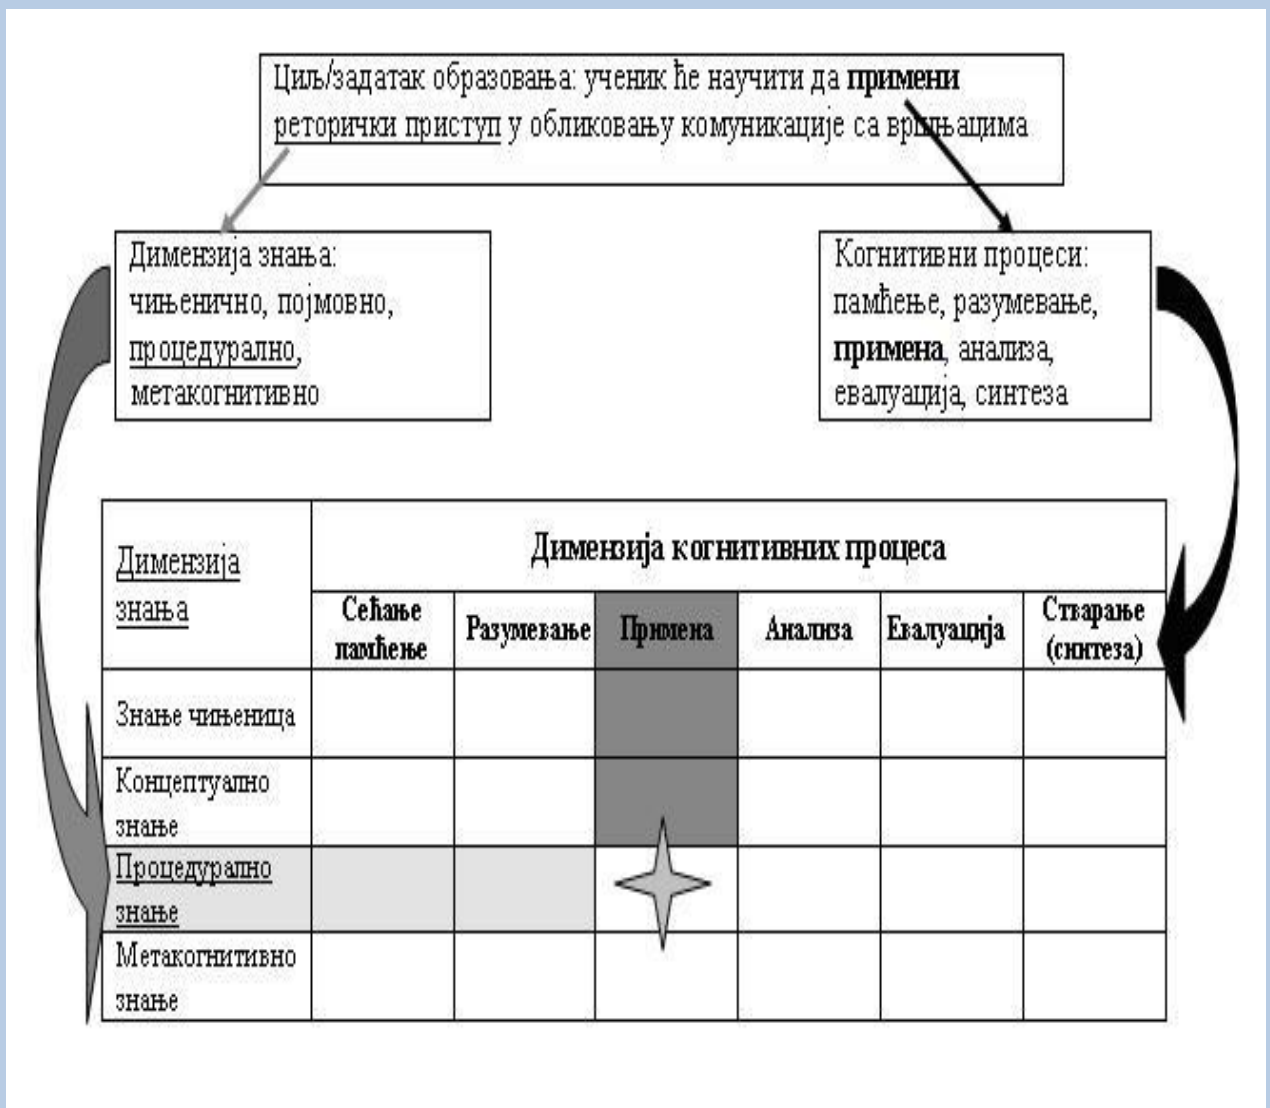 Циљ/задатак образовања: ученик ће научити да примени
реторички приступ у обликовању комуникације са вршњацима
Димензија знања:
чињенично, појмовно,
процедурално,
метакогнитивно
Когнитивни процеси:
памћење, разумевање,
примена, анализа,
евалуација, синтеза
Димензија
знања
Димензија когнитивних процеса
Сећање
памћење
Разумевање
Примена
Анализа
Евалуација
Стварање
(синтеза)
Знање чињеница
Концептуално
знање
Процедурално
знање
Метакогнитивно
знање